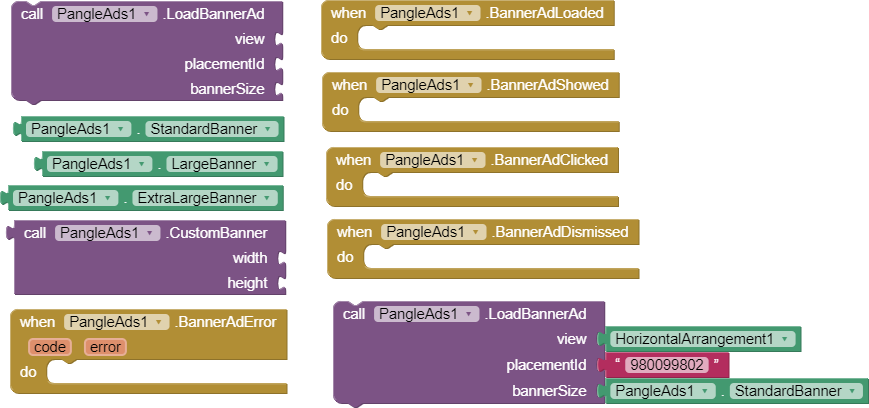 call PangleAds1 .LoadBannerAd
view
placementId
bannerSize
PangleAds1 . StandardBanner
PangleAds1 . LargeBanner
PangleAds1 . ExtraLargeBanner
call PangleAds1 .CustomBanner
width
height
when PangleAds1 .BannerAdError
code error
do
when PangleAds1 .BannerAdLoaded
do
when PangleAds1 .BannerAdShowed
do
when PangleAds1 .BannerAdClicked
do
when PangleAds1 .BannerAdDismissed
do
call PangleAds1 .LoadBannerAd
view HorizontalArrangement1
placementId “ 980099802 ”
bannerSize PangleAds1 . StandardBanner